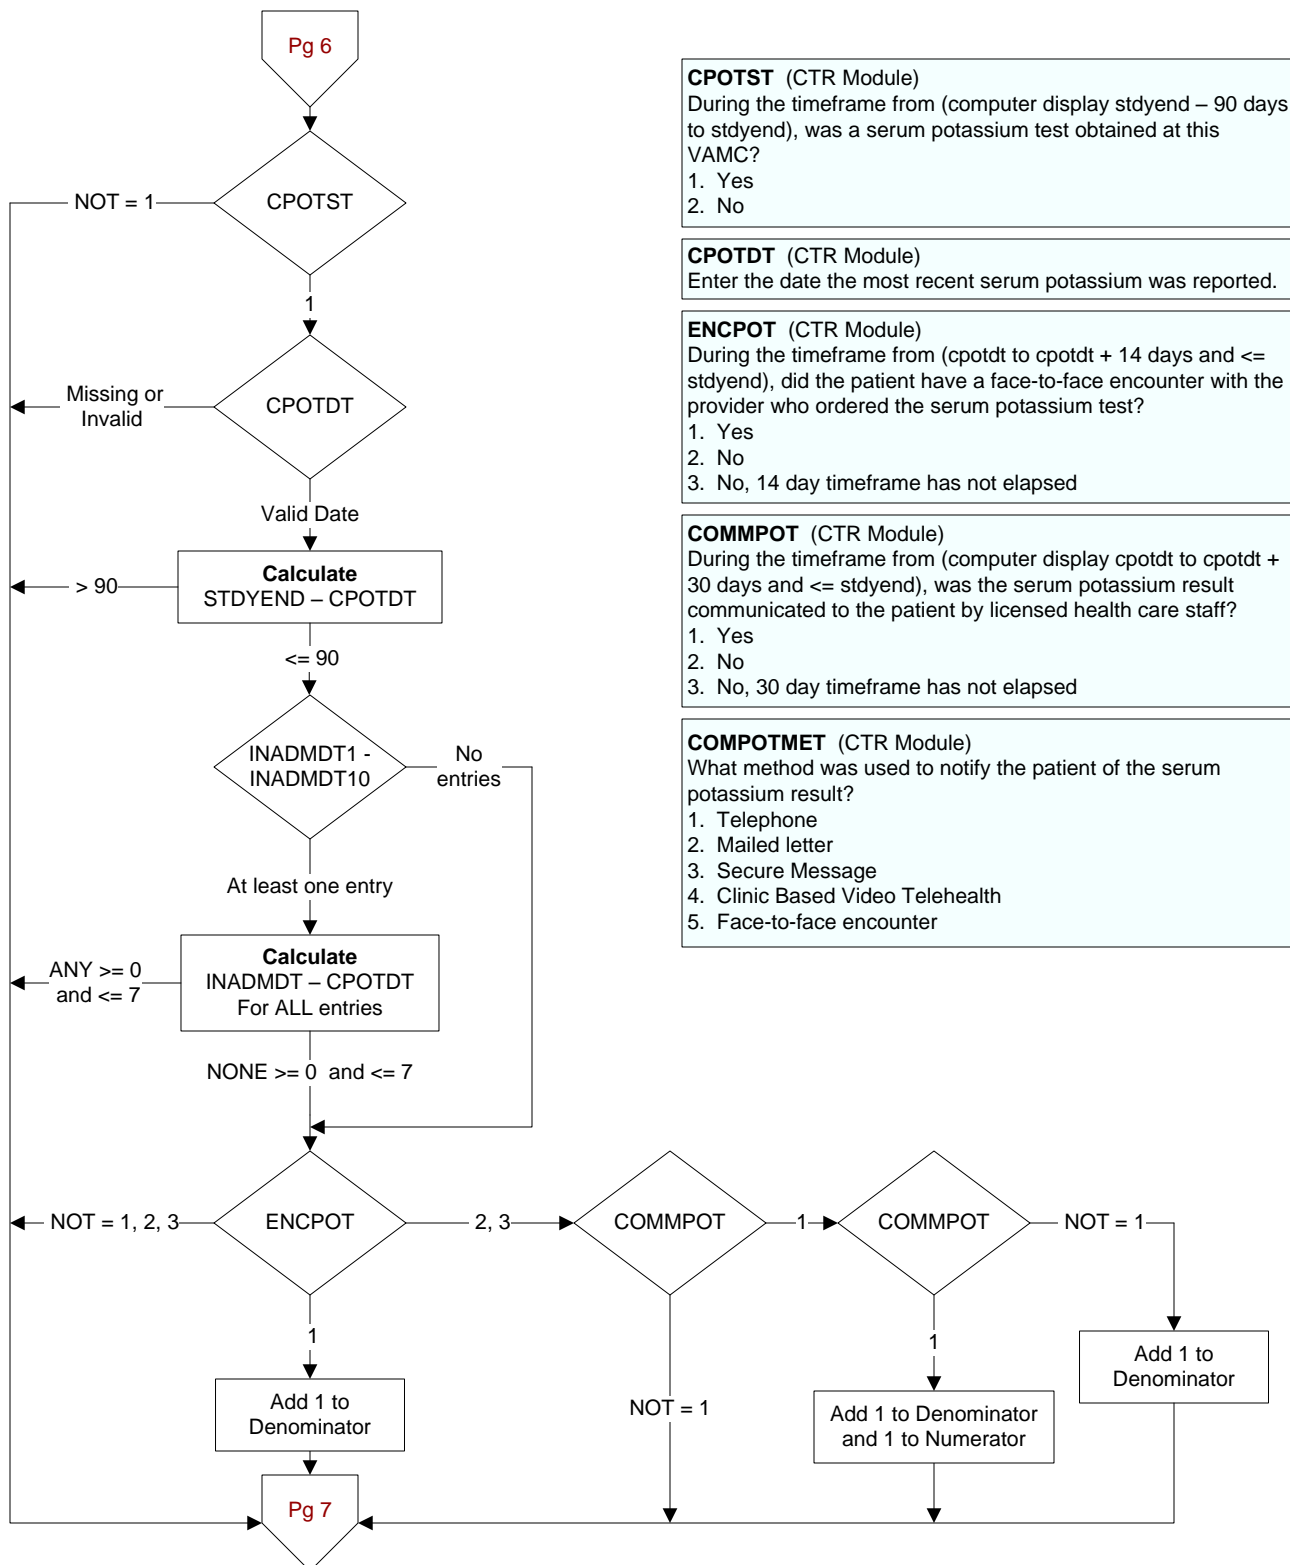 Pg 6
CPOTST
NOT = 1
1
CPOTDT
Missing or
Invalid
Valid Date
Calculate
STDYEND – CPOTDT
> 90
<= 90
INADMDT1 -
INADMDT10
No
entries
At least one entry
Calculate
INADMDT – CPOTDT
For ALL entries
ANY >= 0
and <= 7
NONE >= 0 and <= 7
ENCPOT
NOT = 1, 2, 3
2, 3
COMMPOT
1
COMMPOT
NOT = 1
1
Add 1 to
Denominator
NOT = 1
1
Add 1 to Denominator
and 1 to Numerator
Add 1 to
Denominator
Pg 7
CPOTST (CTR Module)
During the timeframe from (computer display stdyend – 90 days
to stdyend), was a serum potassium test obtained at this
VAMC?
1. Yes
2. No
CPOTDT (CTR Module)
Enter the date the most recent serum potassium was reported.
ENCPOT (CTR Module)
During the timeframe from (cpotdt to cpotdt + 14 days and <=
stdyend), did the patient have a face-to-face encounter with the
provider who ordered the serum potassium test?
1. Yes
2. No
3. No, 14 day timeframe has not elapsed
COMMPOT (CTR Module)
During the timeframe from (computer display cpotdt to cpotdt +
30 days and <= stdyend), was the serum potassium result
communicated to the patient by licensed health care staff?
1. Yes
2. No
3. No, 30 day timeframe has not elapsed
COMPOTMET (CTR Module)
What method was used to notify the patient of the serum
potassium result?
1. Telephone
2. Mailed letter
3. Secure Message
4. Clinic Based Video Telehealth
5. Face-to-face encounter